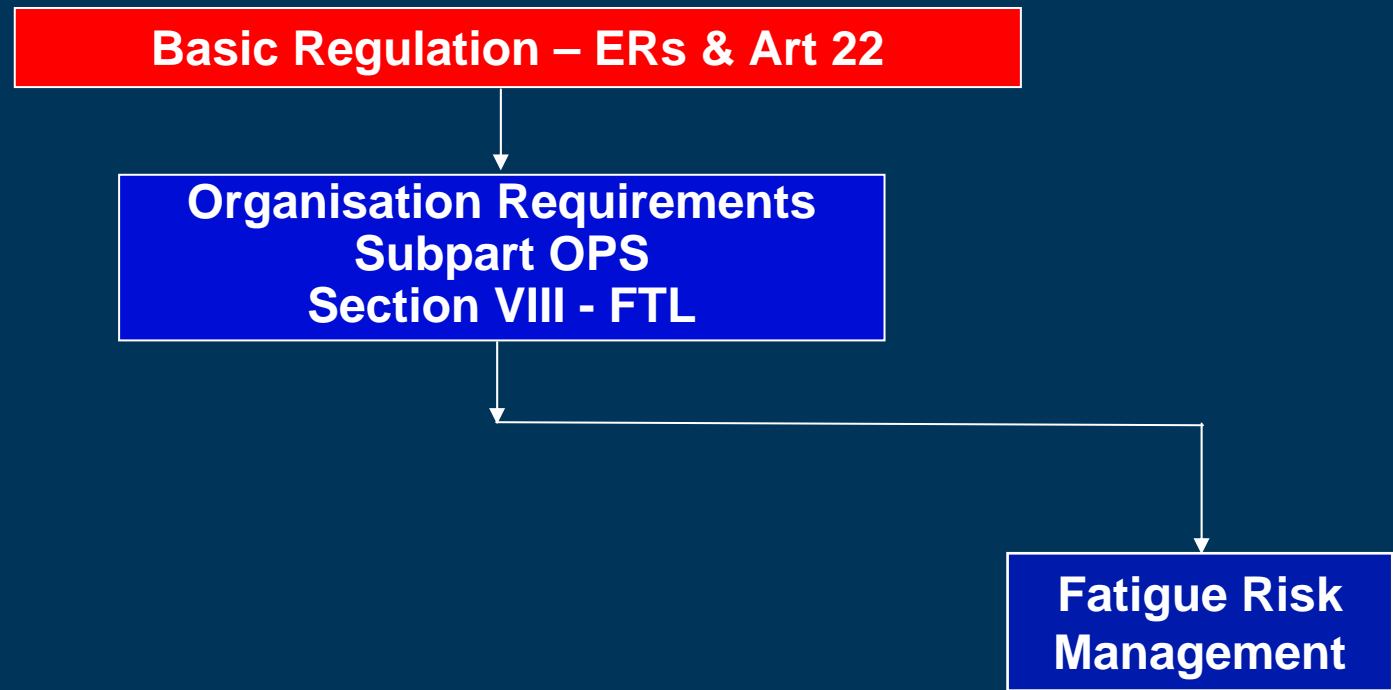 Basic Regulation – ERs & Art 22
Organisation Requirements
Subpart OPS
Section VIII - FTL
Fatigue Risk
Management